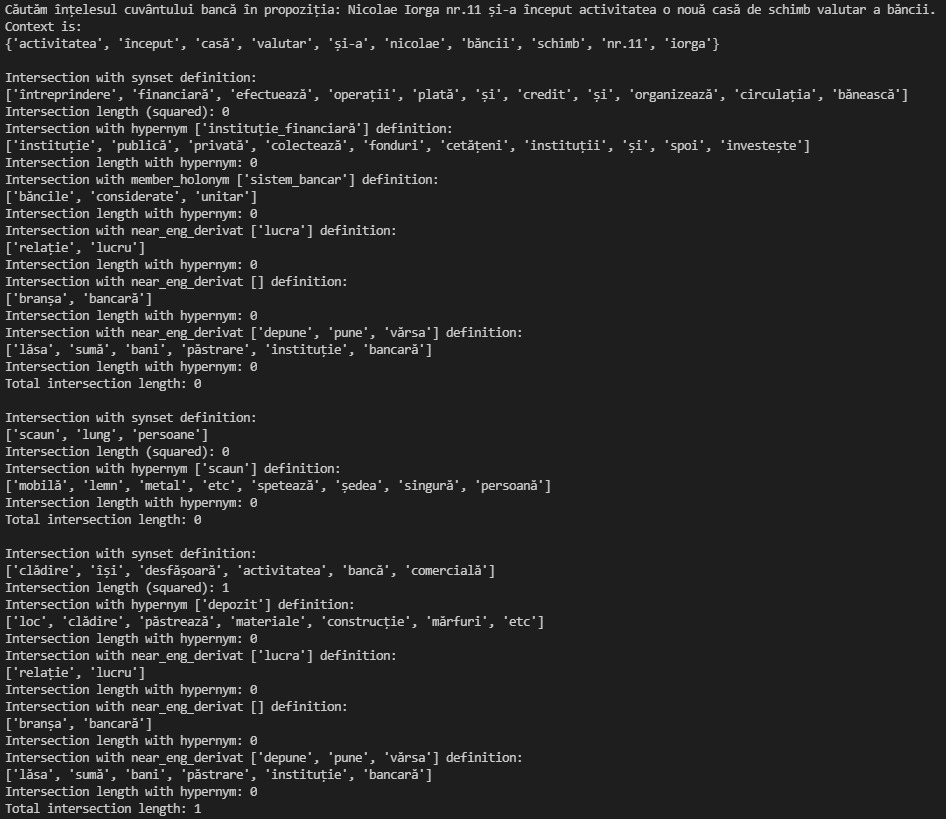 Căutăm înțelesul cuvântului bancă în propoziția: Nicolae Iorga nr.11 și-a început activitatea o nouă casă de schimb valutar a băncii.
Context is:
{'activitatea', 'început', 'casă', 'valutar', 'și-a', 'nicolae', 'băncii', 'schimb', 'nr.11', 'iorga'}

Intersection with synset definition:
['întreprindere', 'financiară', 'efectuează', 'operații', 'plată', 'și', 'credit', 'și', 'organizează', 'circulația', 'bănească']
Intersection length (squared): 0
Intersection with hypernym ['instituție_financiară'] definition:
['instituție', 'publică', 'privată', 'colectează', 'fonduri', 'cetățeni', 'instituții', 'și', 'spoi', 'investește']
Intersection length with hypernym: 0
Intersection with member_holonym ['sistem_bancar'] definition:
['băncile', 'considerate', 'unitar']
Intersection length with hypernym: 0
Intersection with near_eng_derivat ['lucra'] definition:
['relație', 'lucru']
Intersection length with hypernym: 0
Intersection with near_eng_derivat [] definition:
['branșa', 'bancară']
Intersection length with hypernym: 0
Intersection with near_eng_derivat ['depune', 'pune', 'vărsa'] definition:
['lăsa', 'sumă', 'bani', 'păstrare', 'instituție', 'bancară']
Intersection length with hypernym: 0
Total intersection length: 0

Intersection with synset definition:
['scaun', 'lung', 'persoane']
Intersection length (squared): 0
Intersection with hypernym ['scaun'] definition:
['mobilă', 'lemn', 'metal', 'etc', 'spetează', 'ședea', 'singură', 'persoană']
Intersection length with hypernym: 0
Total intersection length: 0

Intersection with synset definition:
['clădire', 'își', 'desfășoară', 'activitatea', 'bancă', 'comercială']
Intersection length (squared): 1
Intersection with hypernym ['depozit'] definition:
['loc', 'clădire', 'păstrează', 'materiale', 'construcție', 'mărfuri', 'etc']
Intersection length with hypernym: 0
Intersection with near_eng_derivat ['lucra'] definition:
['relație', 'lucru']
Intersection length with hypernym: 0
Intersection with near_eng_derivat [] definition:
['branșa', 'bancară']
Intersection length with hypernym: 0
Intersection with near_eng_derivat ['depune', 'pune', 'vărsa'] definition:
['lăsa', 'sumă', 'bani', 'păstrare', 'instituție', 'bancară']
Intersection length with hypernym: 0
Total intersection length: 1